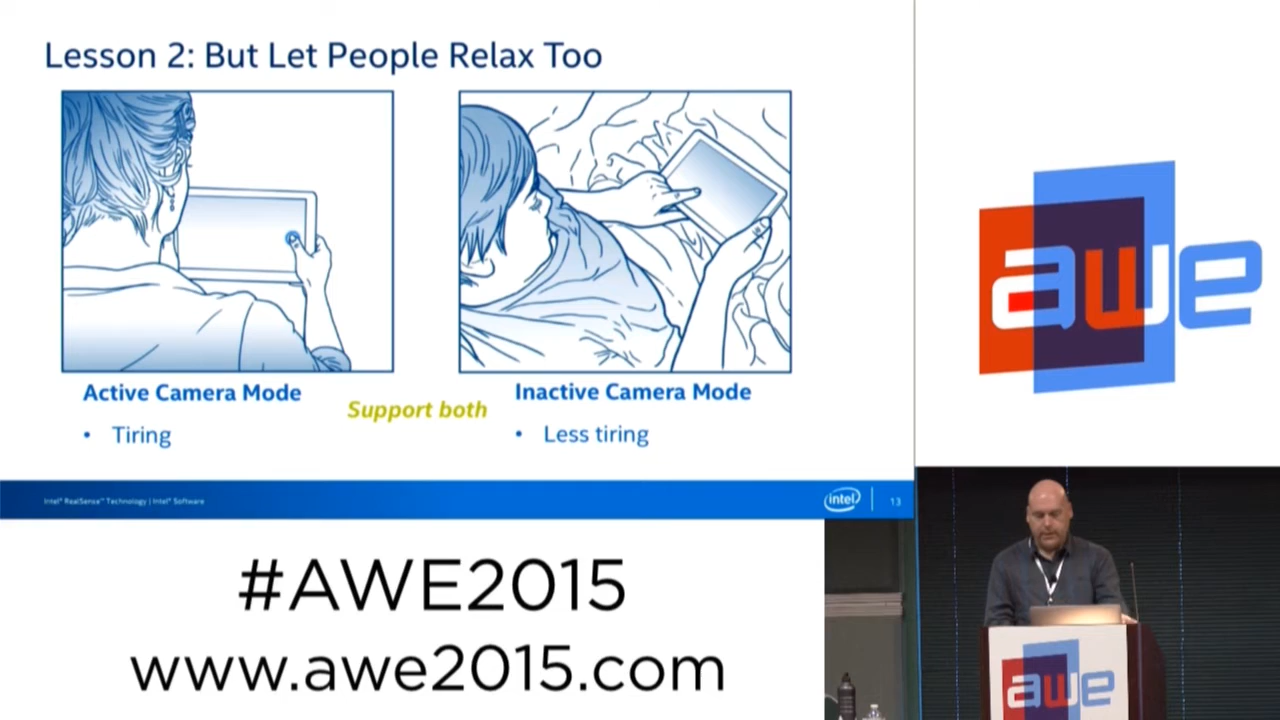 Lesson 2: But Let People Relax Too
Active Camera Mode
• Tiring
Support both
Inactive Camera Mode
• Less tiring
Intel® RealSense™ Technology | Intel® Software
intel
13
awe
#AWE2015
www.awe2015.com
awe